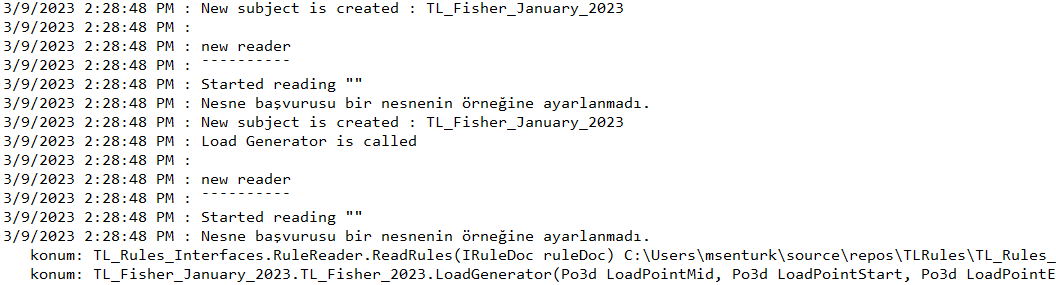 3/9/2023 2:28:48 PM : New subject is created : TL_Fisher_January_2023
3/9/2023 2:28:48 PM :
3/9/2023 2:28:48 PM : new reader
3/9/2023 2:28:48 PM : ¯¯¯¯¯¯¯¯¯¯
3/9/2023 2:28:48 PM : Started reading ""
3/9/2023 2:28:48 PM : Nesne başvurusu bir nesnenin örneğine ayarlanmadı.
3/9/2023 2:28:48 PM : New subject is created : TL_Fisher_January_2023
3/9/2023 2:28:48 PM : Load Generator is called
3/9/2023 2:28:48 PM :
3/9/2023 2:28:48 PM : new reader
3/9/2023 2:28:48 PM : ¯¯¯¯¯¯¯¯¯¯
3/9/2023 2:28:48 PM : Started reading ""
3/9/2023 2:28:48 PM : Nesne başvurusu bir nesnenin örneğine ayarlanmadı.
konum: TL_Rules_Interfaces.RuleReader.ReadRules(IRuleDoc ruleDoc) C:\Users\msenturk\source\repos\TLRules\TL_Rules_
konum: TL_Fisher_January_2023.TL_Fisher_2023.LoadGenerator(Po3d LoadPointMid, Po3d LoadPointStart, Po3d LoadPointE